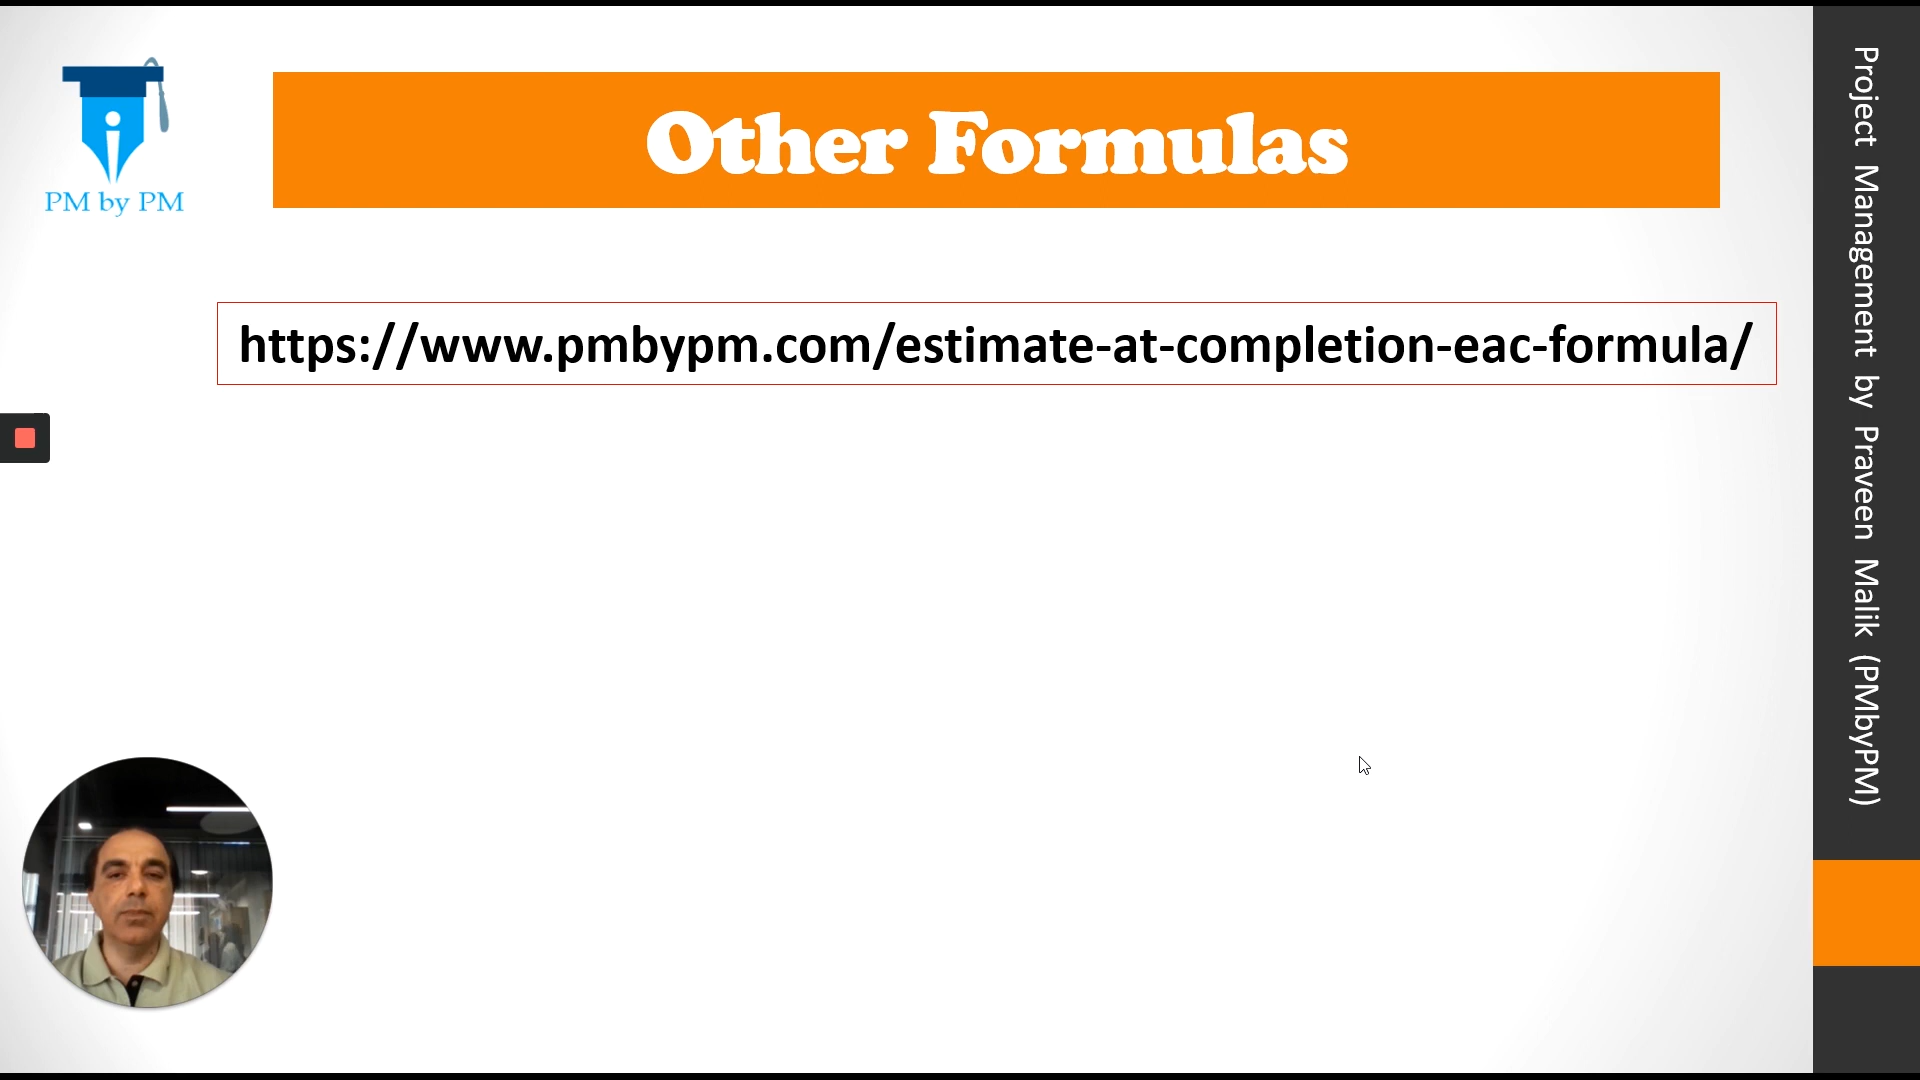 PM by PM
Other Formulas
https://www.pmbypm.com/estimate-at-completion-eac-formula/
Project Management by Praveen Malik (PMbyPM)